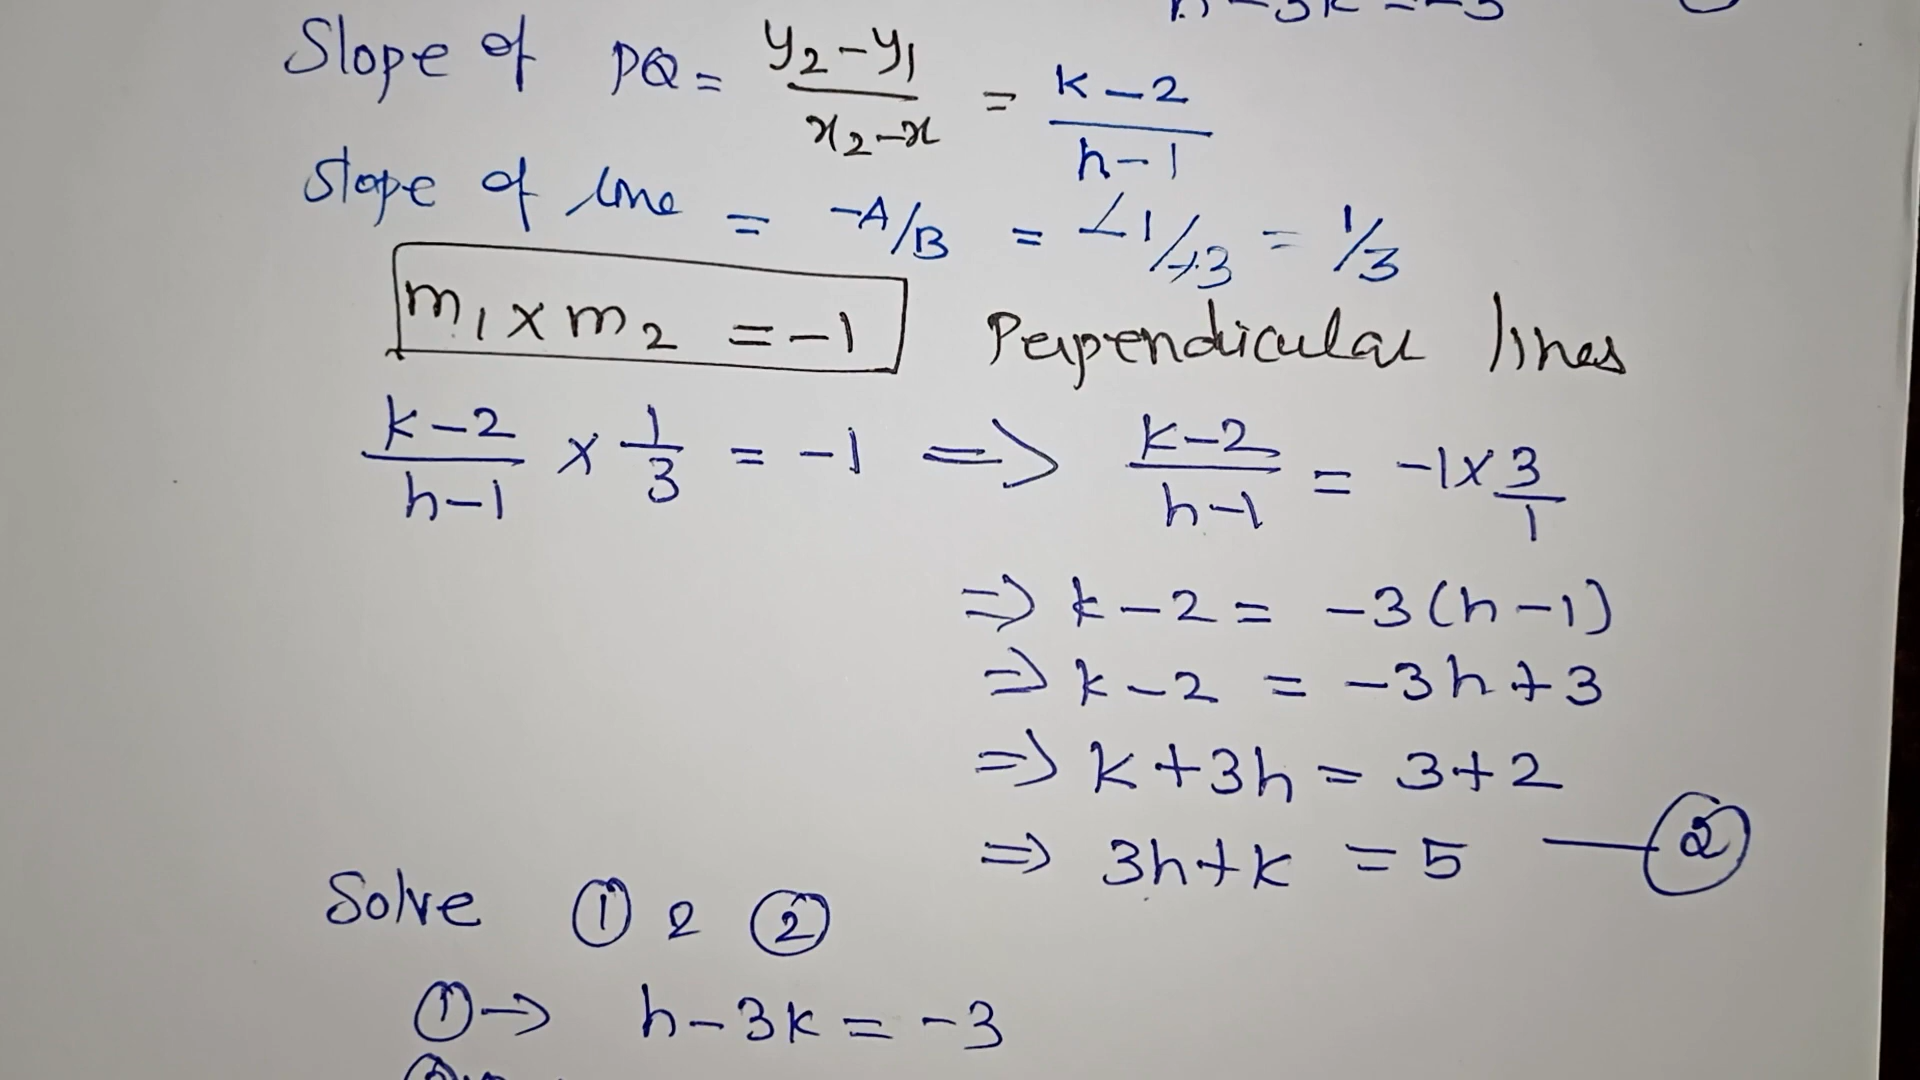 h-3k=-3
Slope of PQ = y₂-y₁/x₂-x = k-2/h-1
Slope of line = -A/B = -1/-3 = 1/3
m₁ x m₂ = -1 Perpendicular lines
k-2/h-1 x 1/3 = -1 => k-2/h-1 = -1x3/1
=> k-2 = -3(h-1)
=> k-2 = -3h+3
=> k+3h = 3+2
=> 3h+k = 5 — ②
Solve ① & ②
①→ h-3k = -3